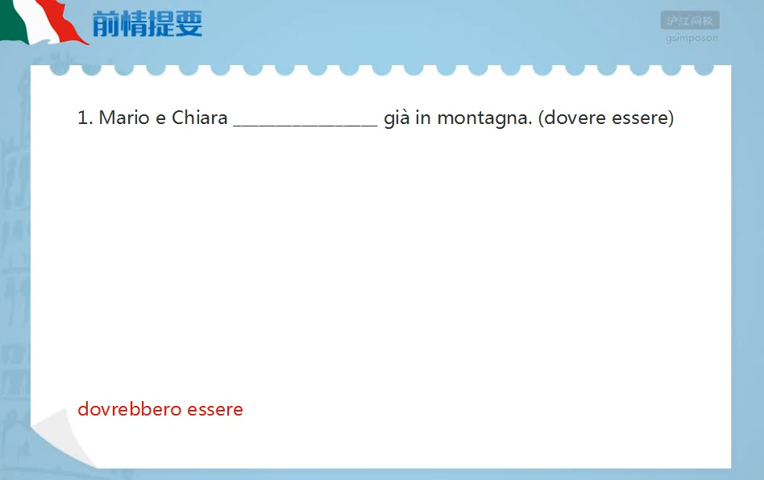 前情提要
沪江网校
gsimposon
1. Mario e Chiara _________________ già in montagna. (dovere essere)
dovrebbero essere